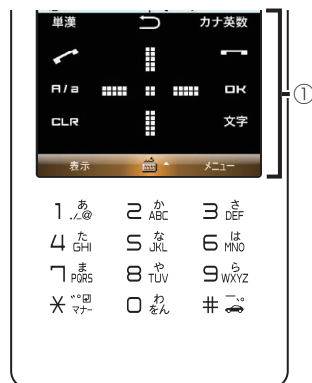 単漢 カナ英数
A/a OK
CLR 文字
表示 メニュー
①
1 あ ./_@ 2 か ABC 3 さ DEF
4 た GHI 5 な JKL 6 は MNO
7 ま PQRS 8 や TUV 9 ら WXYZ
* マナー 0 わをん #